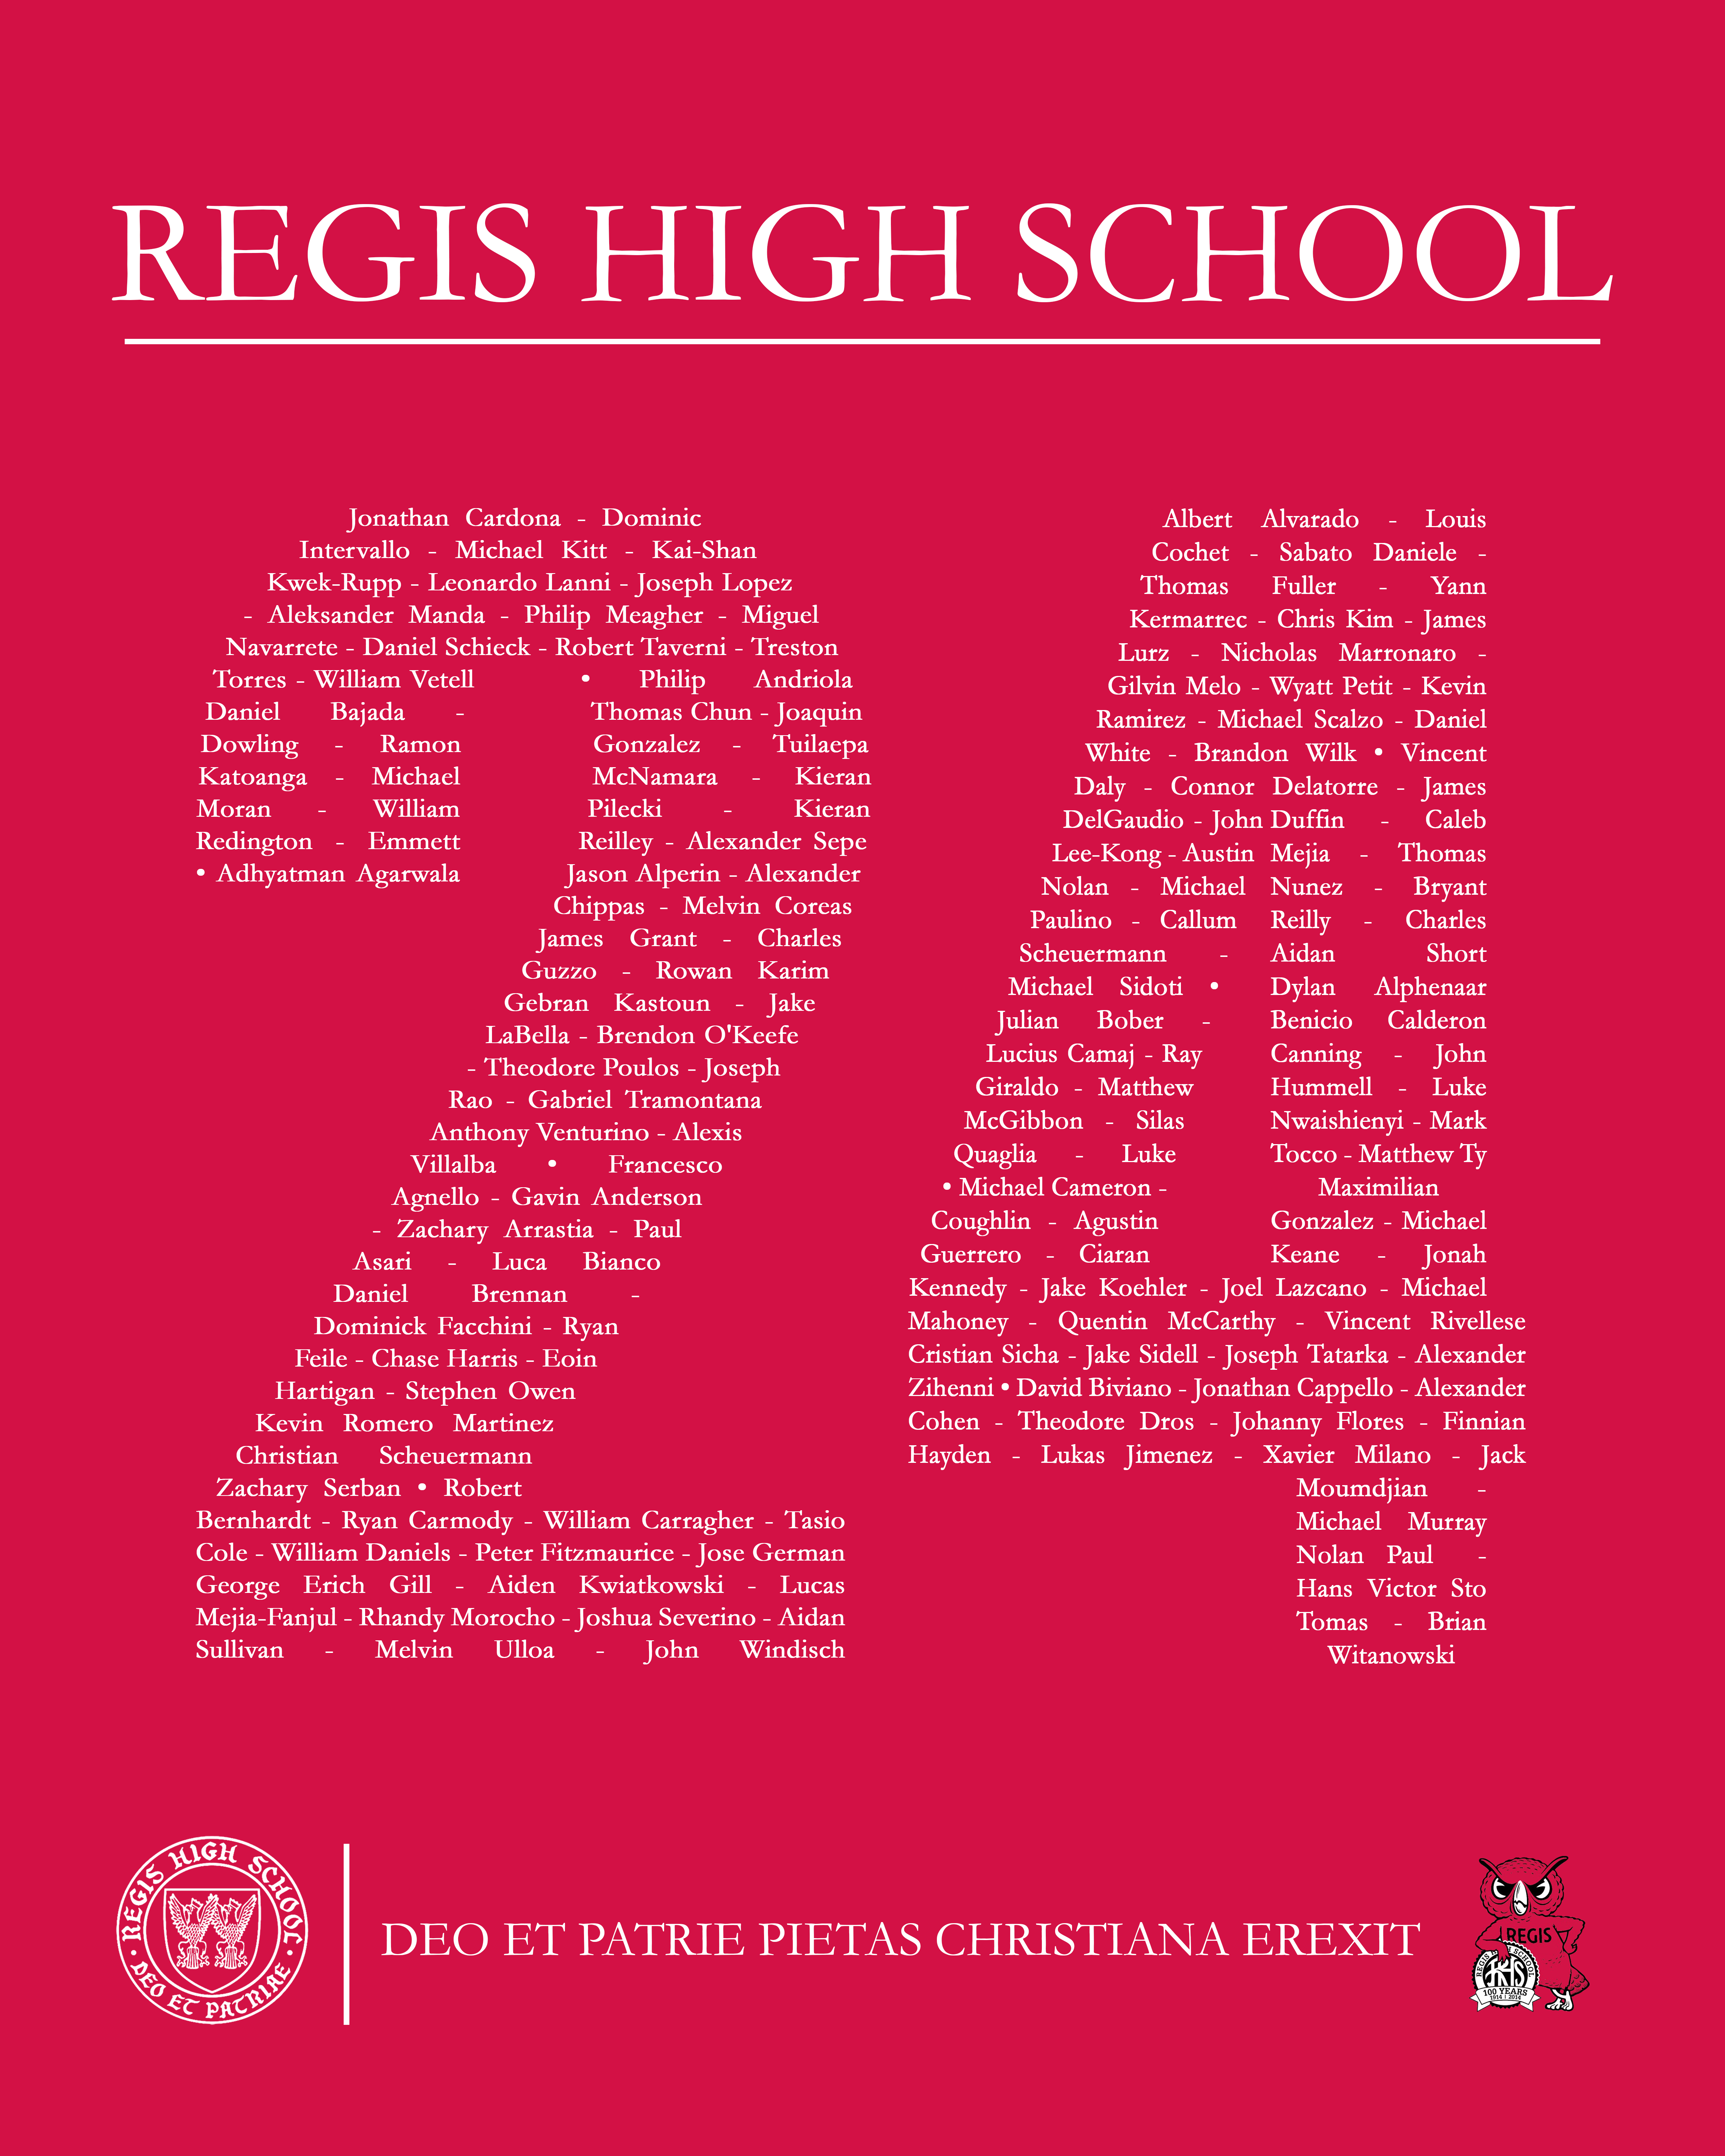 REGIS HIGH SCHOOL
Jonathan Cardona - Dominic
Intervallo - Michael Kitt - Kai-Shan
Kwek-Rupp - Leonardo Lanni - Joseph Lopez
- Aleksander Manda - Philip Meagher - Miguel
Navarrete - Daniel Schieck - Robert Taverni - Treston
Torres - William Vetell • Philip Andriola
Daniel Bajada - Thomas Chun - Joaquin
Dowling - Ramon Gonzalez - Tuilaepa
Katoanga - Michael McNamara - Kieran
Moran - William Pilecki - Kieran
Redington - Emmett Reilley - Alexander Sepe
• Adhyatman Agarwala Jason Alperin - Alexander
Chippas - Melvin Coreas
James Grant - Charles
Guzzo - Rowan Karim
Gebran Kastoun - Jake
LaBella - Brendon O'Keefe
- Theodore Poulos - Joseph
Rao - Gabriel Tramontana
Anthony Venturino - Alexis
Villalba • Francesco
Agnello - Gavin Anderson
- Zachary Arrastia - Paul
Asari - Luca Bianco
Daniel Brennan -
Dominick Facchini - Ryan
Feile - Chase Harris - Eoin
Hartigan - Stephen Owen
Kevin Romero Martinez
Christian Scheuermann
Zachary Serban • Robert
Bernhardt - Ryan Carmody - William Carragher - Tasio
Cole - William Daniels - Peter Fitzmaurice - Jose German
George Erich Gill - Aiden Kwiatkowski - Lucas
Mejia-Fanjul - Rhandy Morocho - Joshua Severino - Aidan
Sullivan - Melvin Ulloa - John Windisch
Albert Alvarado - Louis
Cochet - Sabato Daniele -
Thomas Fuller - Yann
Kermarrec - Chris Kim - James
Lurz - Nicholas Marronaro -
Gilvin Melo - Wyatt Petit - Kevin
Ramirez - Michael Scalzo - Daniel
White - Brandon Wilk • Vincent
Daly - Connor Delatorre - James
DelGaudio - John Duffin - Caleb
Lee-Kong - Austin Mejia - Thomas
Nolan - Michael Nunez - Bryant
Paulino - Callum Reilly - Charles
Scheuermann - Aidan Short
Michael Sidoti • Dylan Alphenaar
Julian Bober - Benicio Calderon
Lucius Camaj - Ray Canning - John
Giraldo - Matthew Hummell - Luke
McGibbon - Silas Nwaishienyi - Mark
Quaglia - Luke Tocco - Matthew Ty
• Michael Cameron - Maximilian
Coughlin - Agustin Gonzalez - Michael
Guerrero - Ciaran Keane - Jonah
Kennedy - Jake Koehler - Joel Lazcano - Michael
Mahoney - Quentin McCarthy - Vincent Rivellese
Cristian Sicha - Jake Sidell - Joseph Tatarka - Alexander
Zihenni • David Biviano - Jonathan Cappello - Alexander
Cohen - Theodore Dros - Johanny Flores - Finnian
Hayden - Lukas Jimenez - Xavier Milano - Jack
Moumdjian -
Michael Murray
Nolan Paul -
Hans Victor Sto
Tomas - Brian
Witanowski
REGIS HIGH SCHOOL
• DEO ET PATRIAE •
DEO ET PATRIE PIETAS CHRISTIANA EREXIT
REGIS
REGIS HIGH SCHOOL
RHS
100 YEARS
1914 | 2014